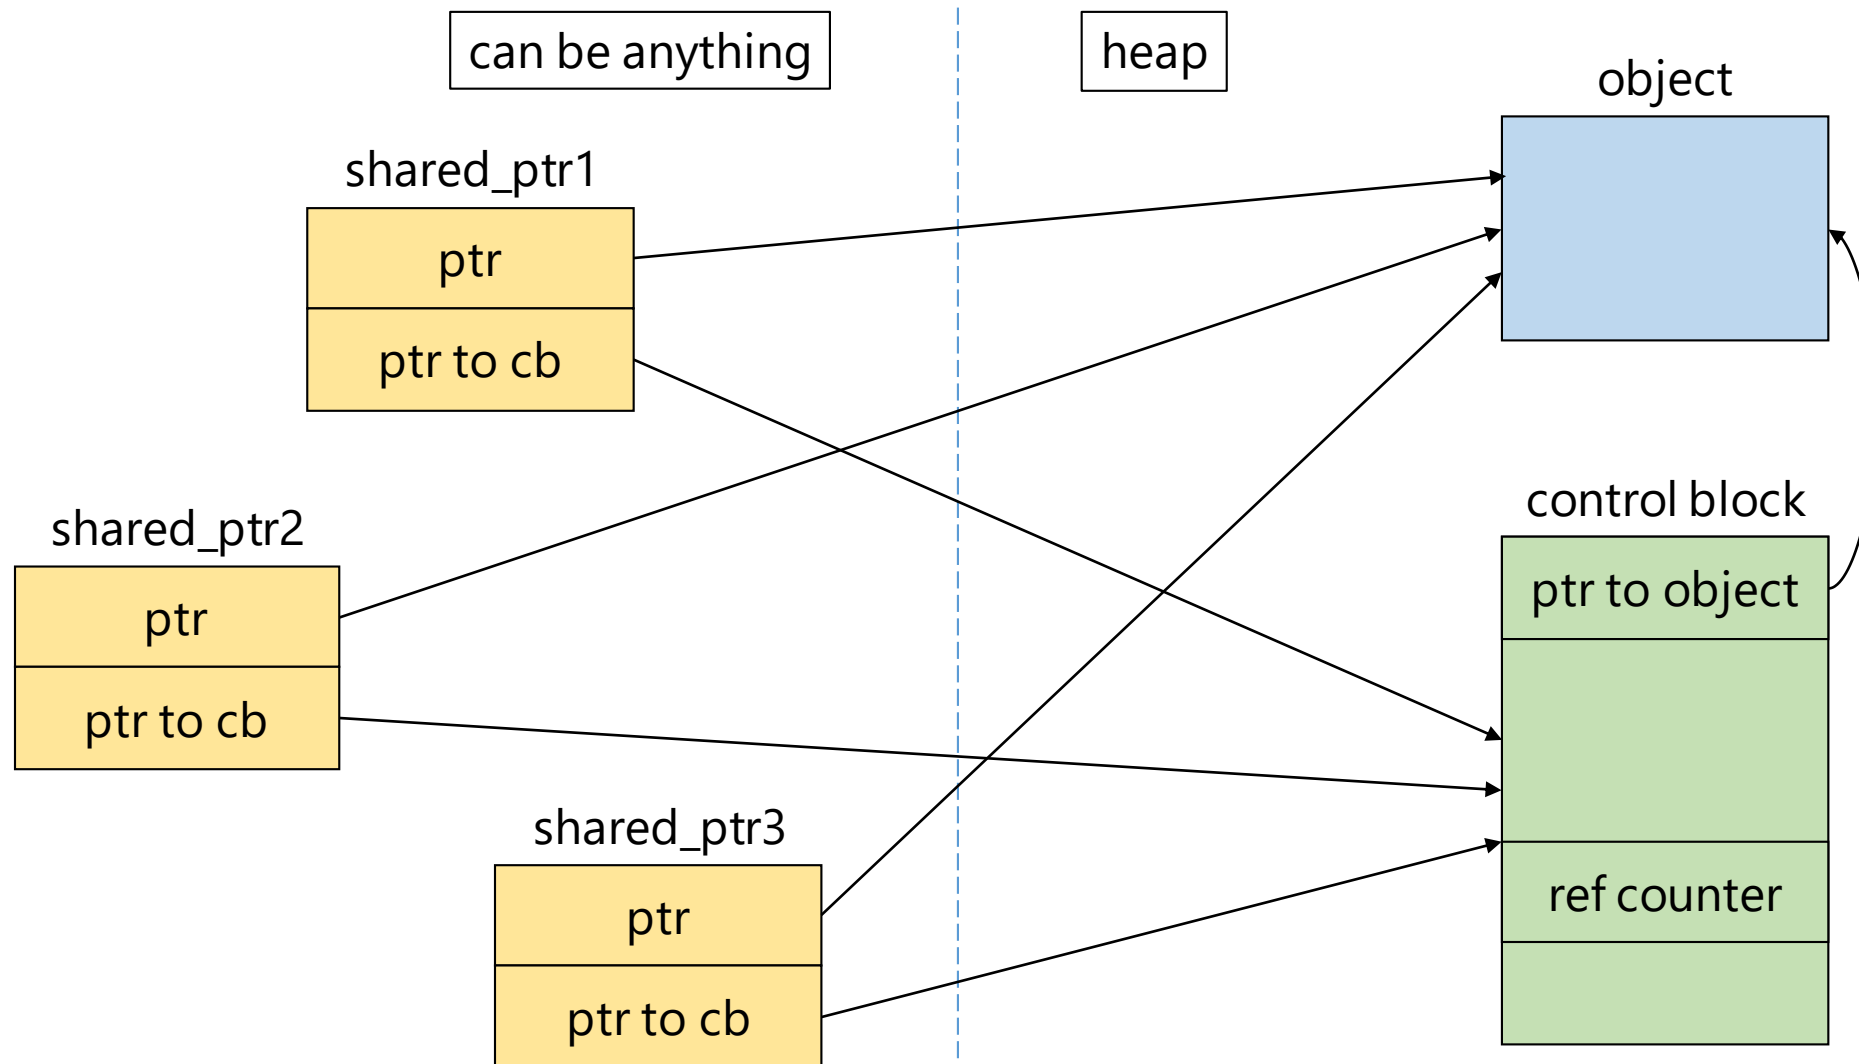 can be anything
heap
object
shared_ptr1
ptr
ptr to cb
shared_ptr2
ptr
ptr to cb
control block
ptr to object
shared_ptr3
ptr
ref counter
ptr to cb